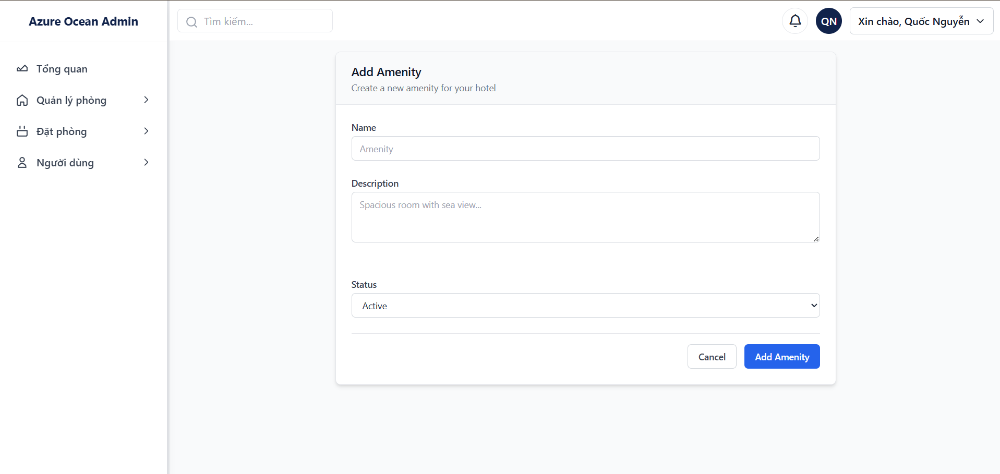 Azure Ocean Admin
Tìm kiếm...
QN
Xin chào, Quốc Nguyễn
Tổng quan
Quản lý phòng
Đặt phòng
Người dùng
Add Amenity
Create a new amenity for your hotel
Name
Amenity
Description
Spacious room with sea view...
Status
Active
Cancel
Add Amenity